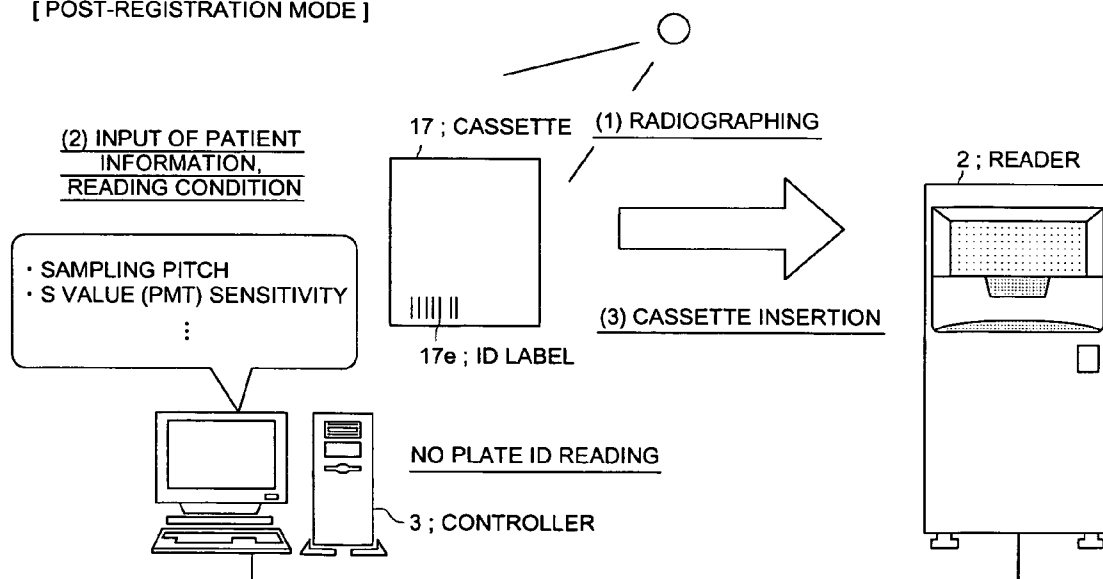 [ POST-REGISTRATION MODE ]
(2) INPUT OF PATIENT
INFORMATION,
READING CONDITION
17 ; CASSETTE
(1) RADIOGRAPHING
2 ; READER
· SAMPLING PITCH
· S VALUE (PMT) SENSITIVITY
⋮
(3) CASSETTE INSERTION
17e ; ID LABEL
NO PLATE ID READING
3 ; CONTROLLER